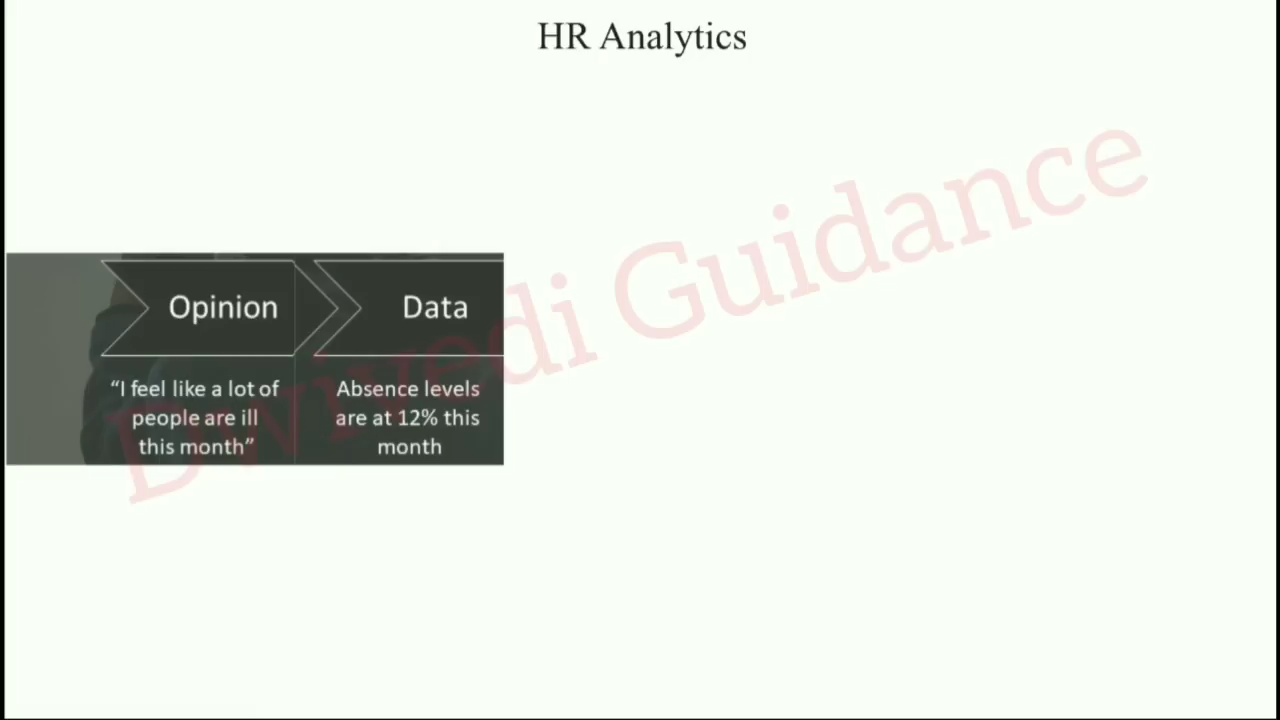 HR Analytics
Dwivedi Guidance
Opinion
Data
“I feel like a lot of
people are ill
this month”
Absence levels
are at 12% this
month